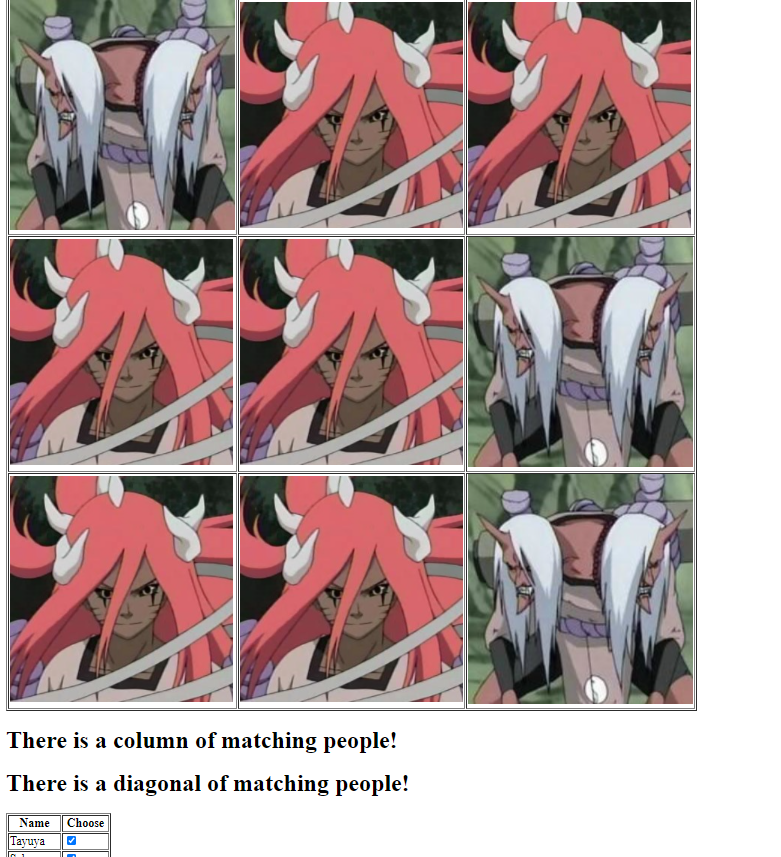 There is a column of matching people!
There is a diagonal of matching people!
Name Choose
Tayuya